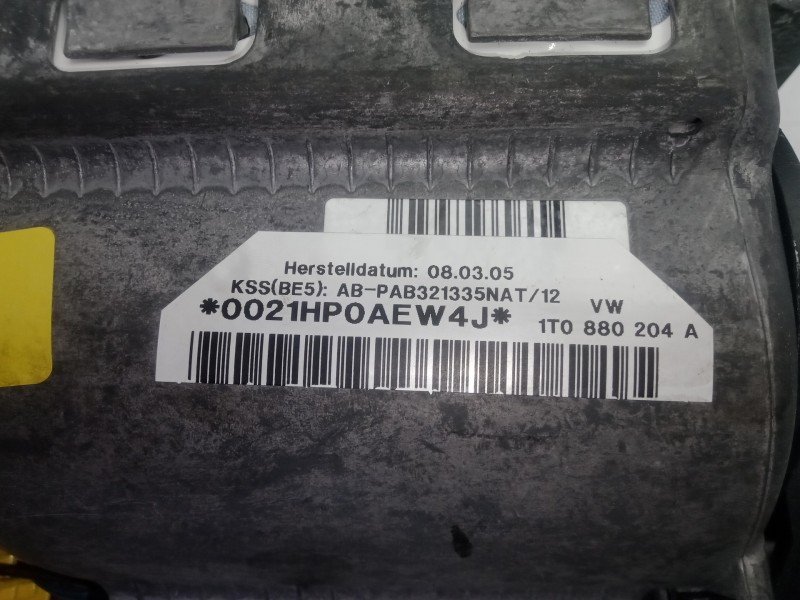 Herstelldatum: 08.03.05
KSS(BE5): AB-PAB321335NAT/12 VW
*0021HP0AEW4J* 1T0 880 204 A